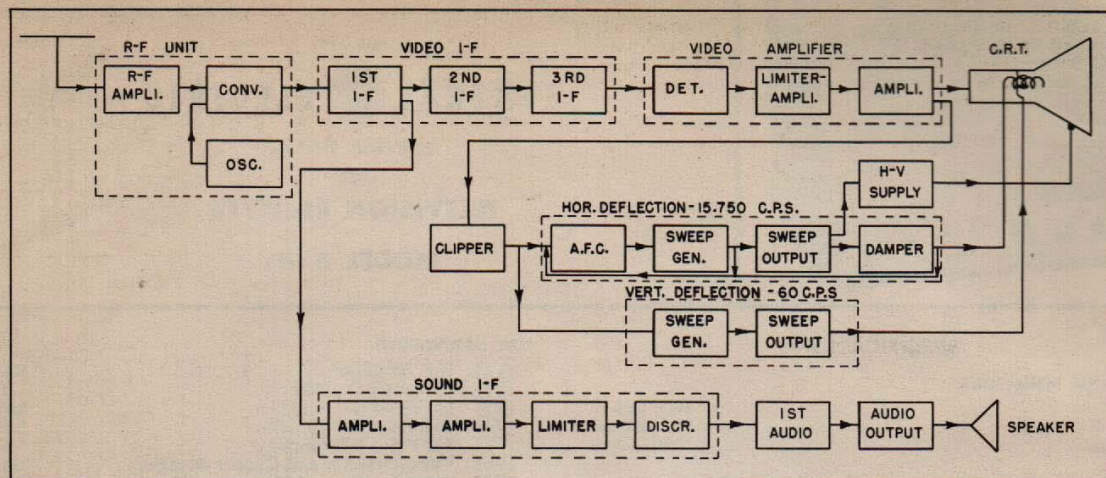 R-F UNIT
R-F
AMPLI.
CONV.
OSC.
VIDEO I-F
1ST
I-F
2ND
I-F
3RD
I-F
VIDEO AMPLIFIER
DET.
LIMITER-
AMPLI.
AMPLI.
C.R.T.
H-V
SUPPLY
HOR. DEFLECTION-15.750 C.P.S.
CLIPPER
A.F.C.
SWEEP
GEN.
SWEEP
OUTPUT
DAMPER
VERT. DEFLECTION - 60 C.P.S
SWEEP
GEN.
SWEEP
OUTPUT
SOUND I-F
AMPLI.
AMPLI.
LIMITER
DISCR.
1ST
AUDIO
AUDIO
OUTPUT
SPEAKER